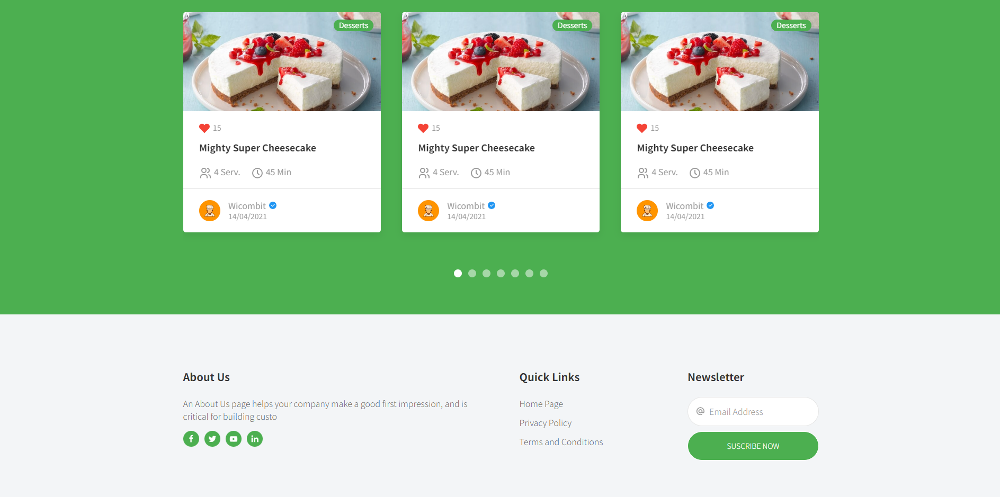 Desserts
Desserts
Desserts
15
15
15
Mighty Super Cheesecake
Mighty Super Cheesecake
Mighty Super Cheesecake
4 Serv. 45 Min
4 Serv. 45 Min
4 Serv. 45 Min
Wicombit
14/04/2021
Wicombit
14/04/2021
Wicombit
14/04/2021
About Us
An About Us page helps your company make a good first impression, and is
critical for building custo
Quick Links
Home Page
Privacy Policy
Terms and Conditions
Newsletter
@ Email Address
SUSCRIBE NOW